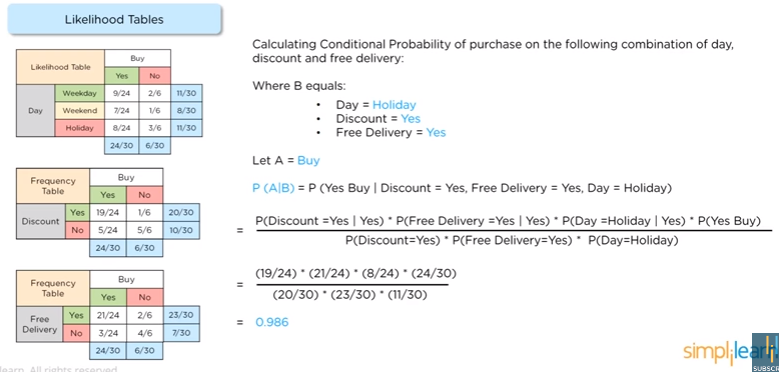 Likelihood Tables
Likelihood Table
Buy
Yes No
Day
Weekday 9/24 2/6 11/30
Weekend 7/24 1/6 8/30
Holiday 8/24 3/6 11/30
24/30 6/30
Frequency
Table
Buy
Yes No
Discount
Yes 19/24 1/6 20/30
No 5/24 5/6 10/30
24/30 6/30
Frequency
Table
Buy
Yes No
Free
Delivery
Yes 21/24 2/6 23/30
No 3/24 4/6 7/30
24/30 6/30
Calculating Conditional Probability of purchase on the following combination of day,
discount and free delivery:
Where B equals:
• Day = Holiday
• Discount = Yes
• Free Delivery = Yes
Let A = Buy
P (A|B) = P (Yes Buy | Discount = Yes, Free Delivery = Yes, Day = Holiday)
= P(Discount =Yes | Yes) * P(Free Delivery =Yes | Yes) * P(Day =Holiday | Yes) * P(Yes Buy)
P(Discount=Yes) * P(Free Delivery=Yes) * P(Day=Holiday)
= (19/24) * (21/24) * (8/24) * (24/30)
(20/30) * (23/30) * (11/30)
= 0.986
simplilearn
SUBSC
learn. All rights reserved